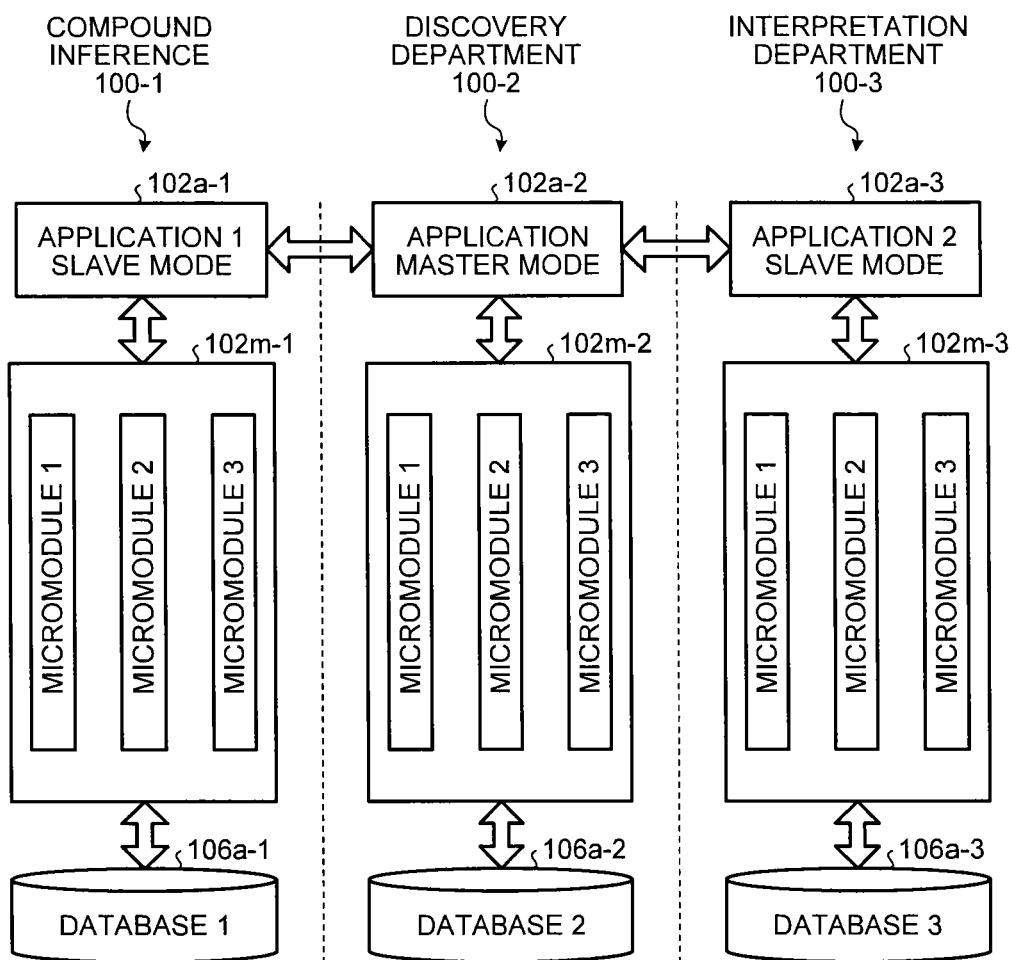 COMPOUND
INFERENCE
100-1
DISCOVERY
DEPARTMENT
100-2
INTERPRETATION
DEPARTMENT
100-3
102a-1
102a-2
102a-3
APPLICATION 1
SLAVE MODE
APPLICATION
MASTER MODE
APPLICATION 2
SLAVE MODE
102m-1
102m-2
102m-3
MICROMODULE 1
MICROMODULE 2
MICROMODULE 3
MICROMODULE 1
MICROMODULE 2
MICROMODULE 3
MICROMODULE 1
MICROMODULE 2
MICROMODULE 3
106a-1
106a-2
106a-3
DATABASE 1
DATABASE 2
DATABASE 3